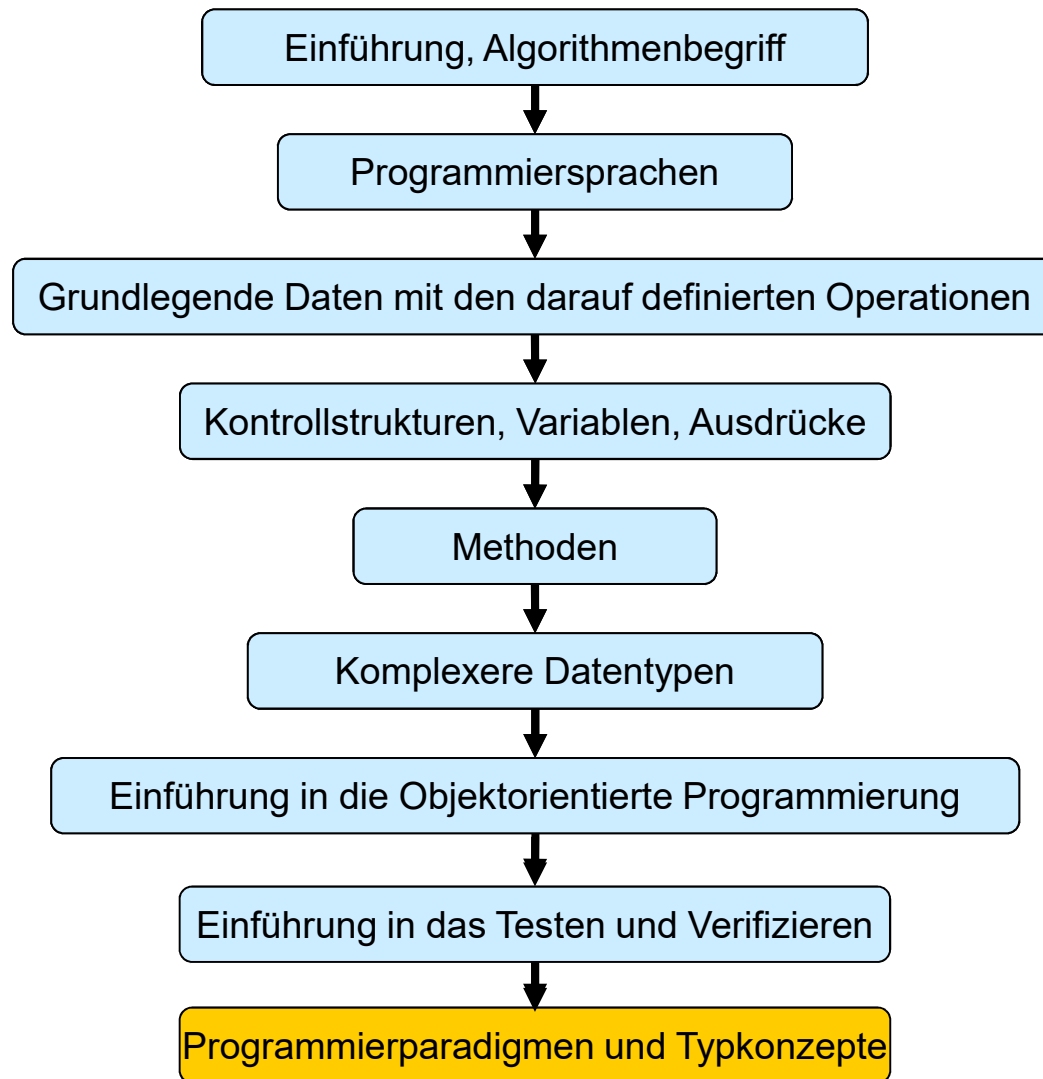 Einführung, Algorithmenbegriff
Programmiersprachen
Grundlegende Daten mit den darauf definierten Operationen
Kontrollstrukturen, Variablen, Ausdrücke
Methoden
Komplexere Datentypen
Einführung in die Objektorientierte Programmierung
Einführung in das Testen und Verifizieren
Programmierparadigmen und Typkonzepte